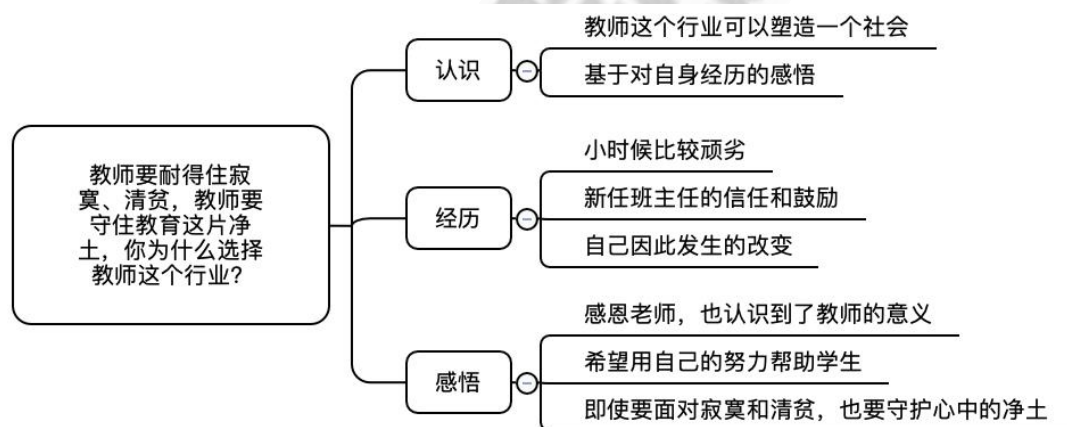 教师要耐得住寂
寞、清贫，教师要
守住教育这片净
土，你为什么选择
教师这个行业？
认识
教师这个行业可以塑造一个社会
基于对自身经历的感悟
经历
小时候比较顽劣
新任班主任的信任和鼓励
自己因此发生的改变
感悟
感恩老师，也认识到了教师的意义
希望用自己的努力帮助学生
即使要面对寂寞和清贫，也要守护心中的净土